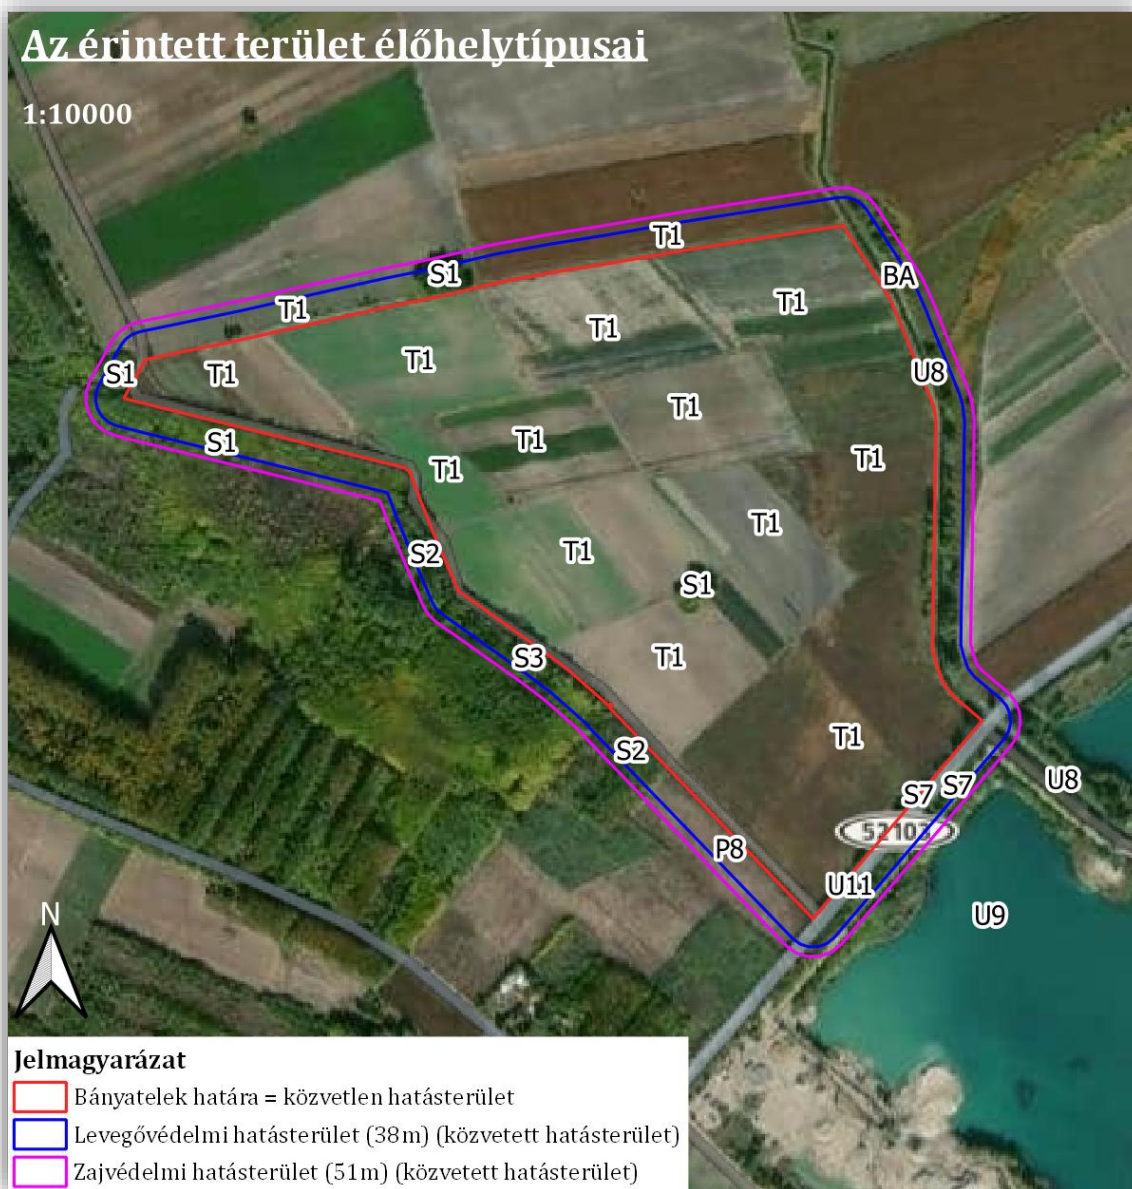 Az érintett terület élőhelytípusai
1:10000
T1
S1
BA
T1
T1
T1
T1
U8
S1
T1
T1
T1
S1
T1
T1
T1
S2
T1
T1
S1
S3
T1
S2
T1
U8
S7
S7
52103
P8
U11
U9
N
Jelmagyarázat
Bányatelek határa = közvetlen hatásterület
Levegővédelmi hatásterület (38m) (közvetett hatásterület)
Zajvédelmi hatásterület (51m) (közvetett hatásterület)